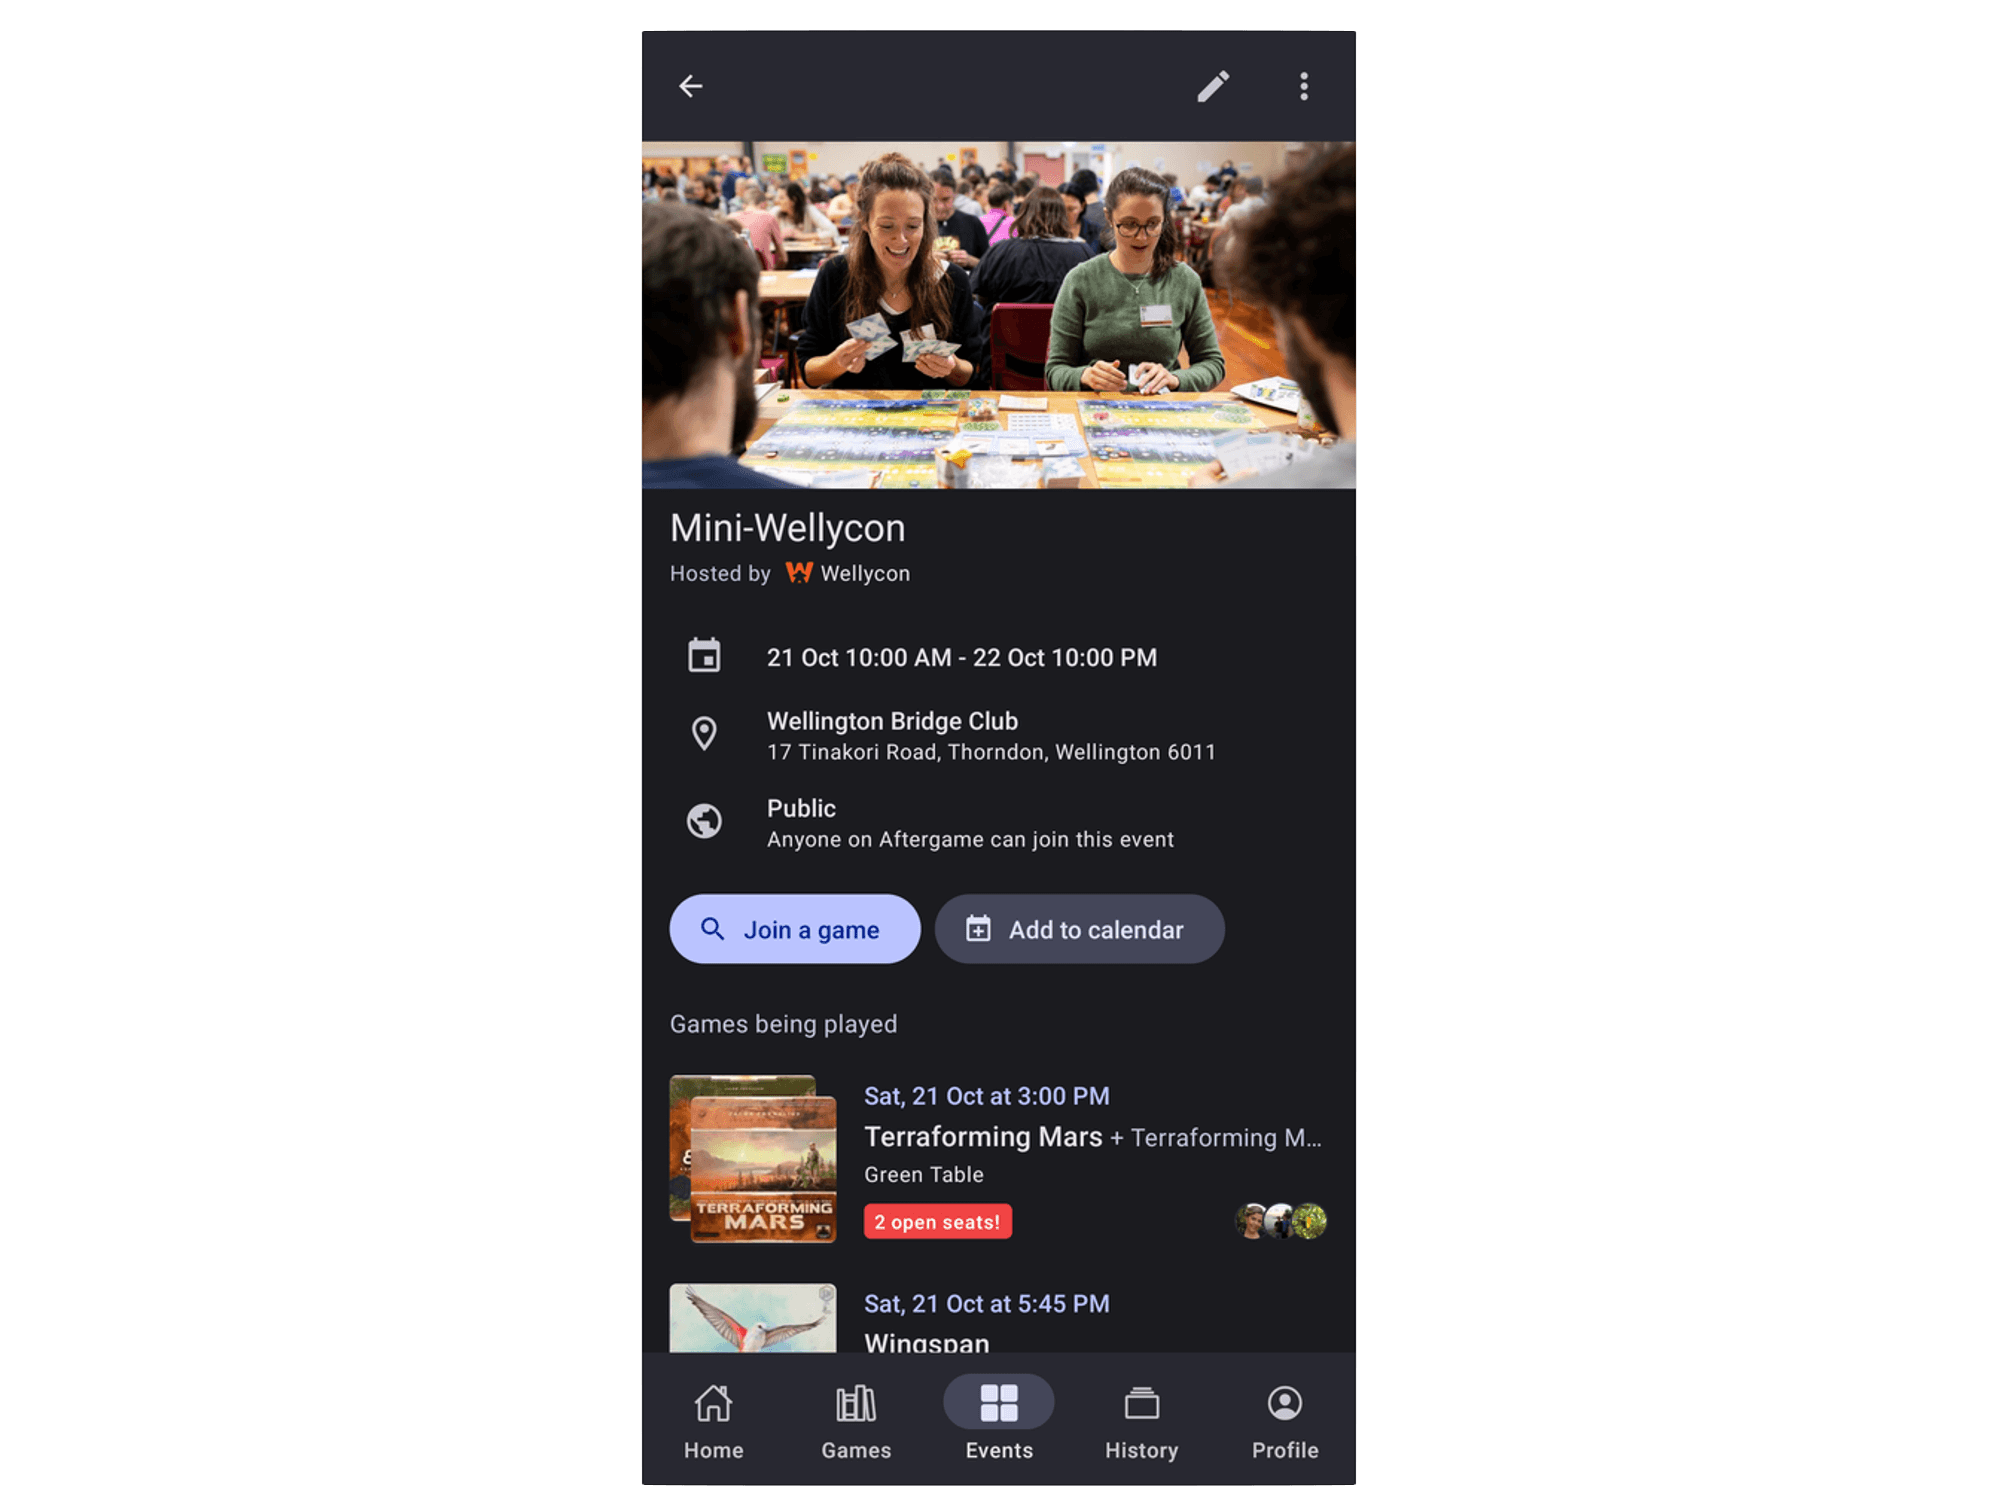 Mini-Wellycon
Hosted by Wellycon
21 Oct 10:00 AM - 22 Oct 10:00 PM
Wellington Bridge Club
17 Tinakori Road, Thorndon, Wellington 6011
Public
Anyone on Aftergame can join this event
Join a game
Add to calendar
Games being played
Sat, 21 Oct at 3:00 PM
Terraforming Mars + Terraforming M...
Green Table
TERRAFORMING
MARS
2 open seats!
Sat, 21 Oct at 5:45 PM
Wingspan
Home
Games
Events
History
Profile